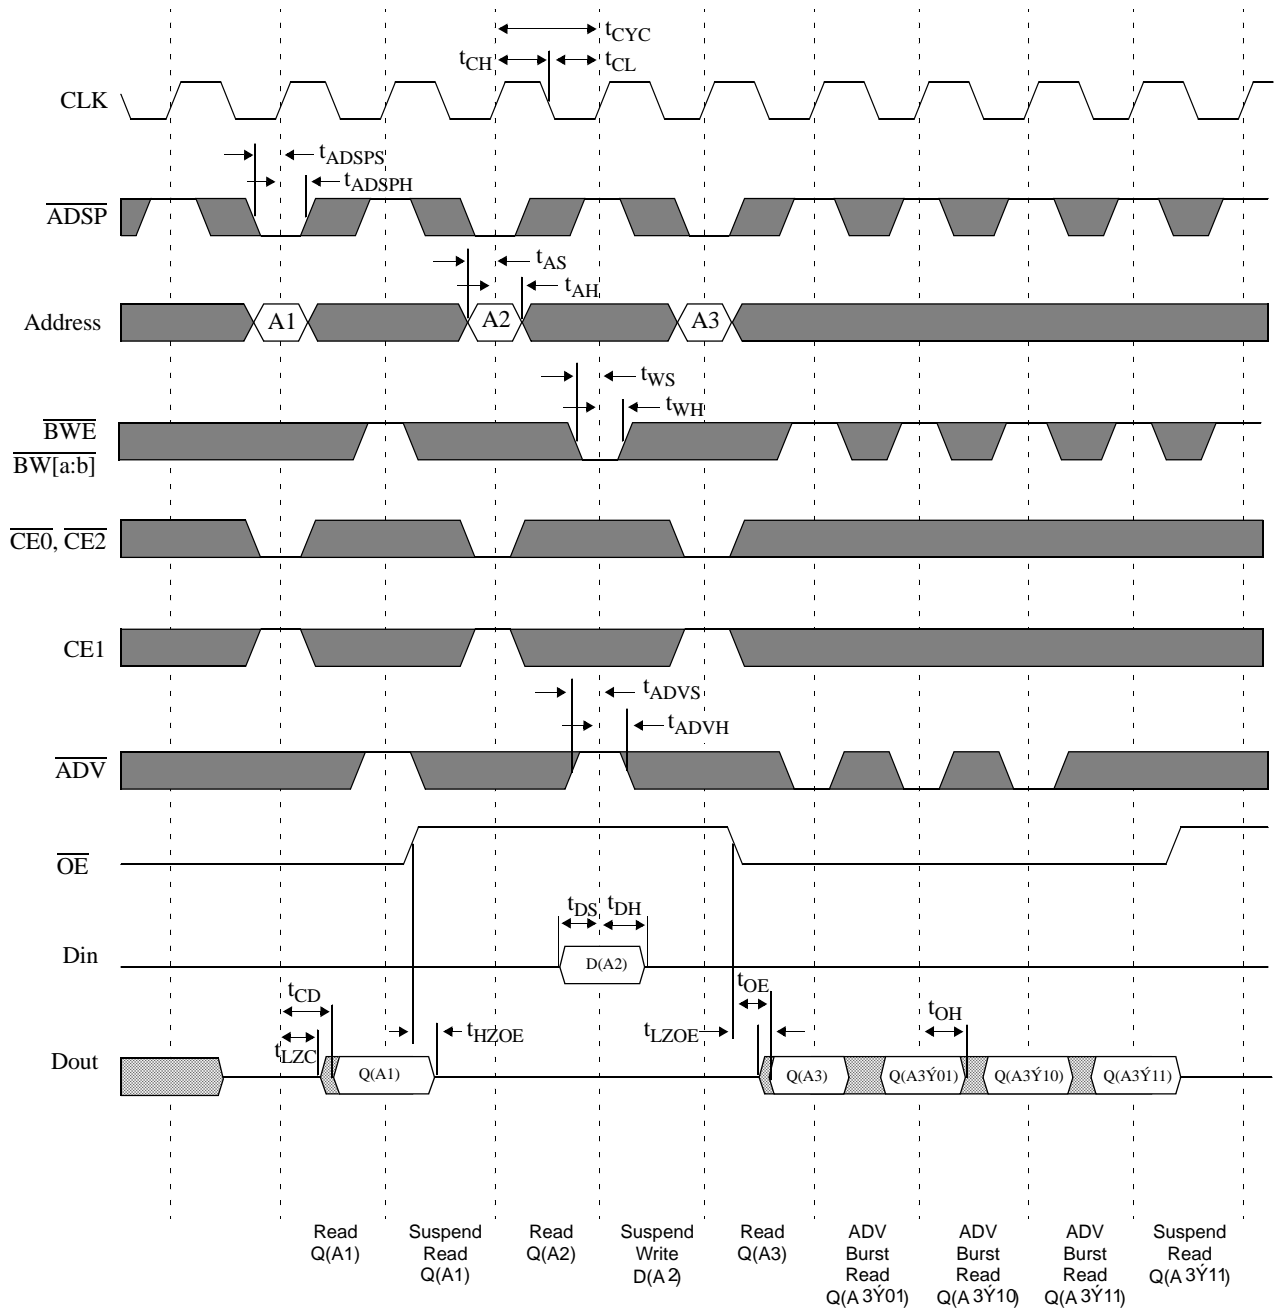 tCYC
tCH
tCL
CLK
tADSPS
tADSPH
ADSP
tAS
tAH
Address
A1
A2
A3
tWS
tWH
BWE
BW[a:b]
CE0, CE2
CE1
tADVS
tADVH
ADV
OE
tDS
tDH
Din
D(A2)
tCD
tOE
tOH
tHZOE
tLZOE
tLZC
Dout
Q(A1)
Q(A3)
Q(A3Ý01)
Q(A3Ý10)
Q(A3Ý11)
Read
Q(A1)
Suspend
Read
Q(A1)
Read
Q(A2)
Suspend
Write
D(A2)
Read
Q(A3)
ADV
Burst
Read
Q(A3Ý01)
ADV
Burst
Read
Q(A3Ý10)
ADV
Burst
Read
Q(A3Ý11)
Suspend
Read
Q(A3Ý11)